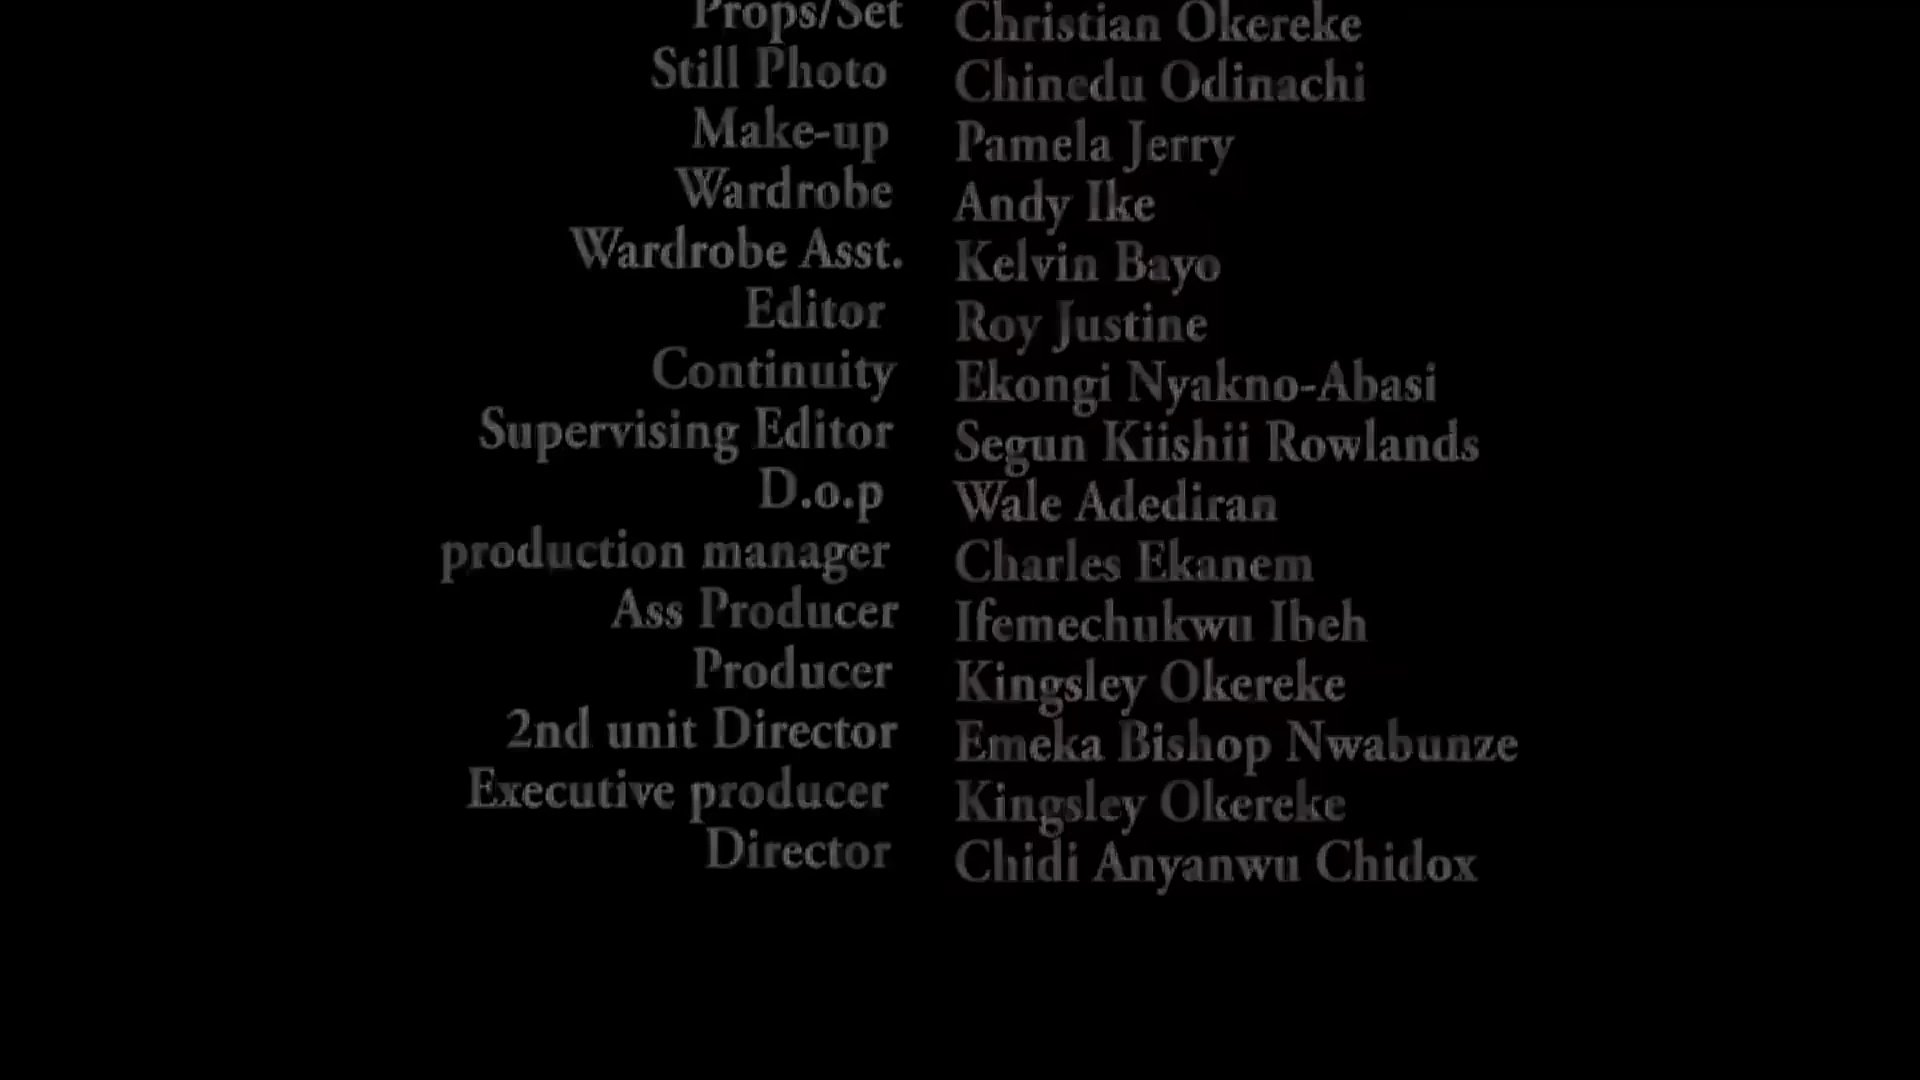 Props/Set Christian Okereke
Still Photo Chinedu Odinachi
Make-up Pamela Jerry
Wardrobe Andy Ike
Wardrobe Asst. Kelvin Bayo
Editor Roy Justine
Continuity Ekongi Nyakno-Abasi
Supervising Editor Segun Kiishii Rowlands
D.o.p Wale Adediran
production manager Charles Ekanem
Ass Producer Ifemechukwu Ibeh
Producer Kingsley Okereke
2nd unit Director Emeka Bishop Nwabunze
Executive producer Kingsley Okereke
Director Chidi Anyanwu Chidox